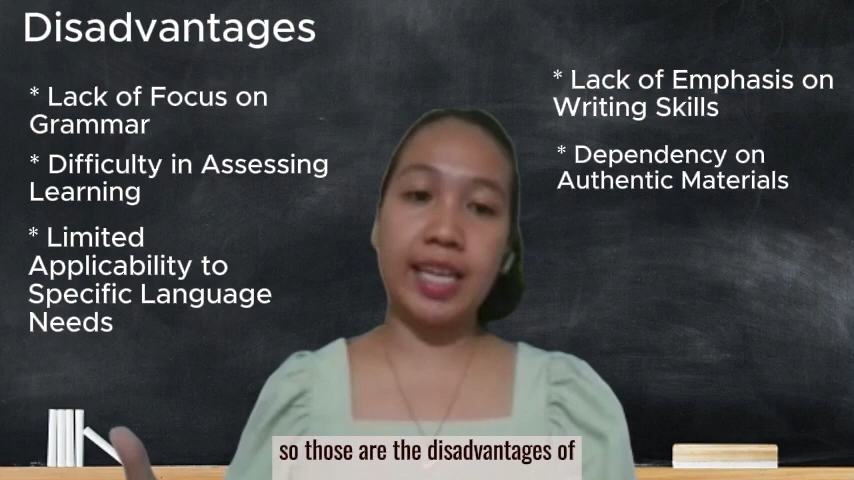 Disadvantages
* Lack of Focus on
Grammar
* Difficulty in Assessing
Learning
* Limited
Applicability to
Specific Language
Needs
* Lack of Emphasis on
Writing Skills
* Dependency on
Authentic Materials
so those are the disadvantages of